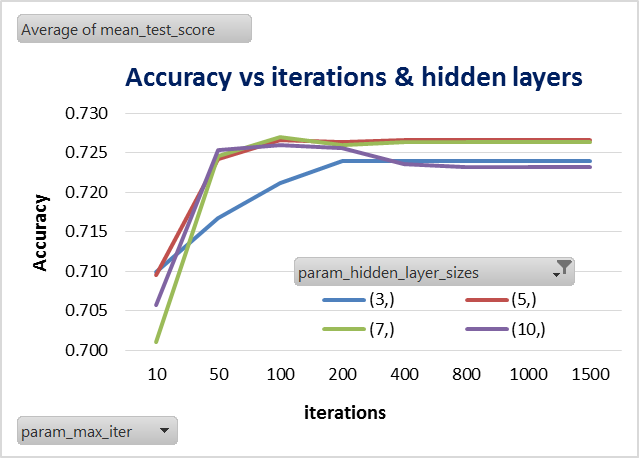 Average of mean_test_score
Accuracy vs iterations & hidden layers
0.730
0.725
0.720
0.715
0.710
0.705
0.700
Accuracy
param_hidden_layer_sizes
(3,) (5,)
(7,) (10,)
10 50 100 200 400 800 1000 1500
iterations
param_max_iter